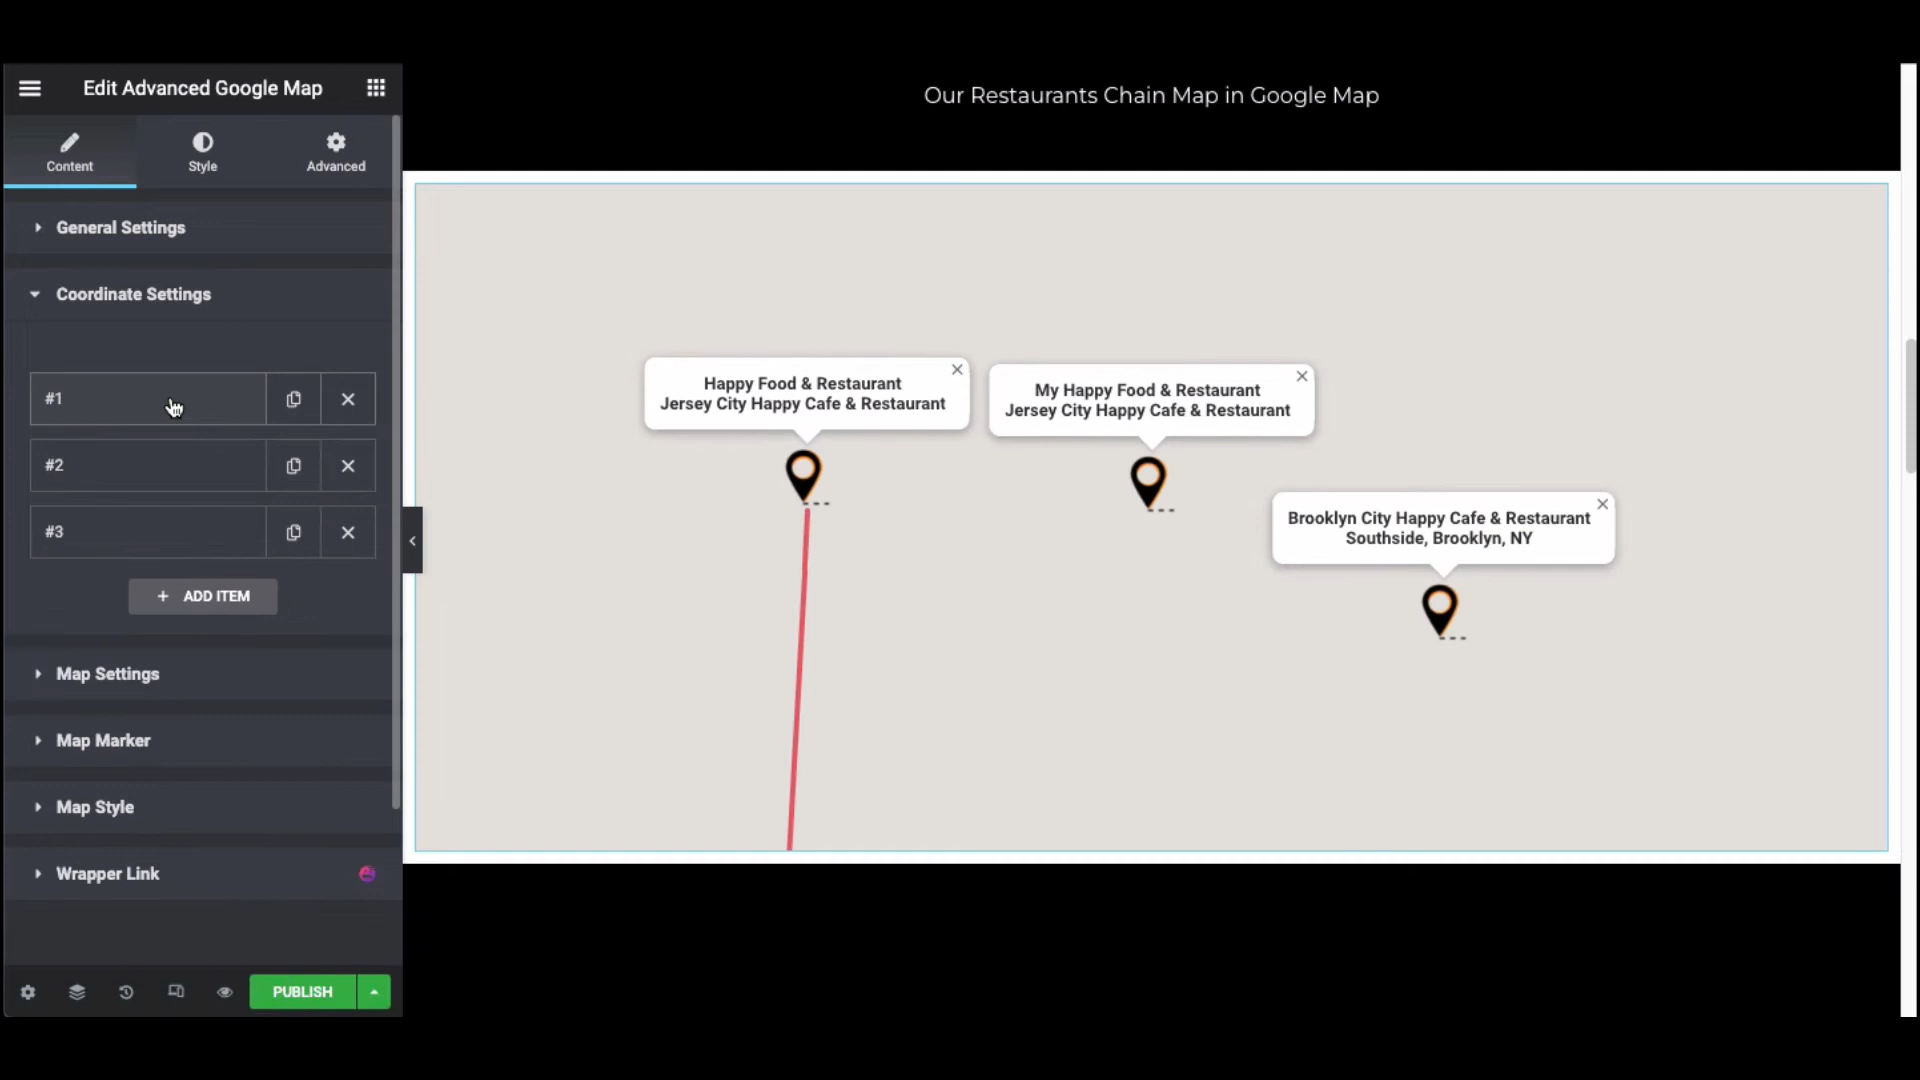 Edit Advanced Google Map
Content
Style
Advanced
General Settings
Coordinate Settings
#1
#2
#3
+ ADD ITEM
Map Settings
Map Marker
Map Style
Wrapper Link
PUBLISH
Our Restaurants Chain Map in Google Map
Happy Food & Restaurant
Jersey City Happy Cafe & Restaurant
My Happy Food & Restaurant
Jersey City Happy Cafe & Restaurant
Brooklyn City Happy Cafe & Restaurant
Southside, Brooklyn, NY